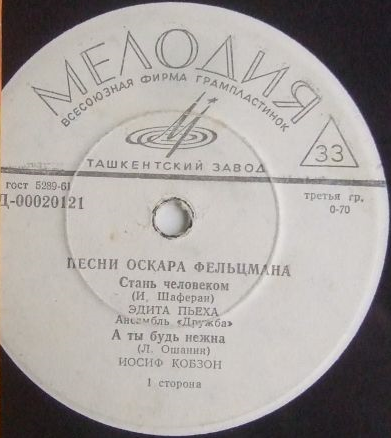 МЕЛОДИЯ
ВСЕСОЮЗНАЯ ФИРМА ГРАМПЛАСТИНОК
33
ТАШКЕНТСКИЙ ЗАВОД
гост 5289-61
Д-00020121
третья гр.
0-70
ПЕСНИ ОСКАРА ФЕЛЬЦМАНА
Стань человеком
(И. Шаферан)
ЭДИТА ПЬЕХА
Ансамбль «Дружба»
А ты будь нежна
(Л. Ошанин)
ИОСИФ КОБЗОН
1 сторона